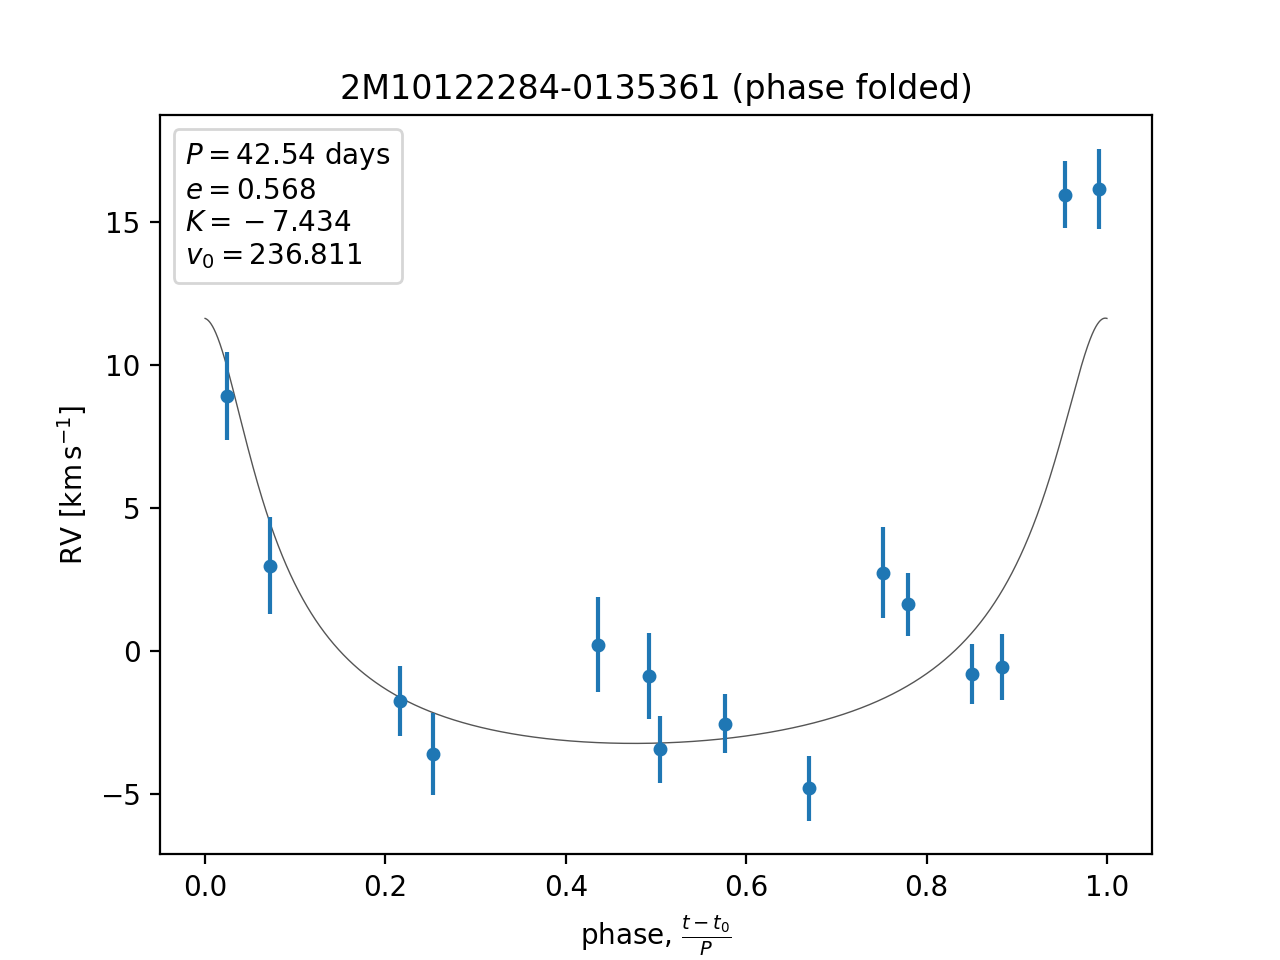 2M10122284-0135361 (phase folded)
P = 42.54 days
e = 0.568
K = −7.434
v₀ = 236.811
15
10
5
0
−5
RV [km s⁻¹]
0.0 0.2 0.4 0.6 0.8 1.0
phase, (t − t₀)/P